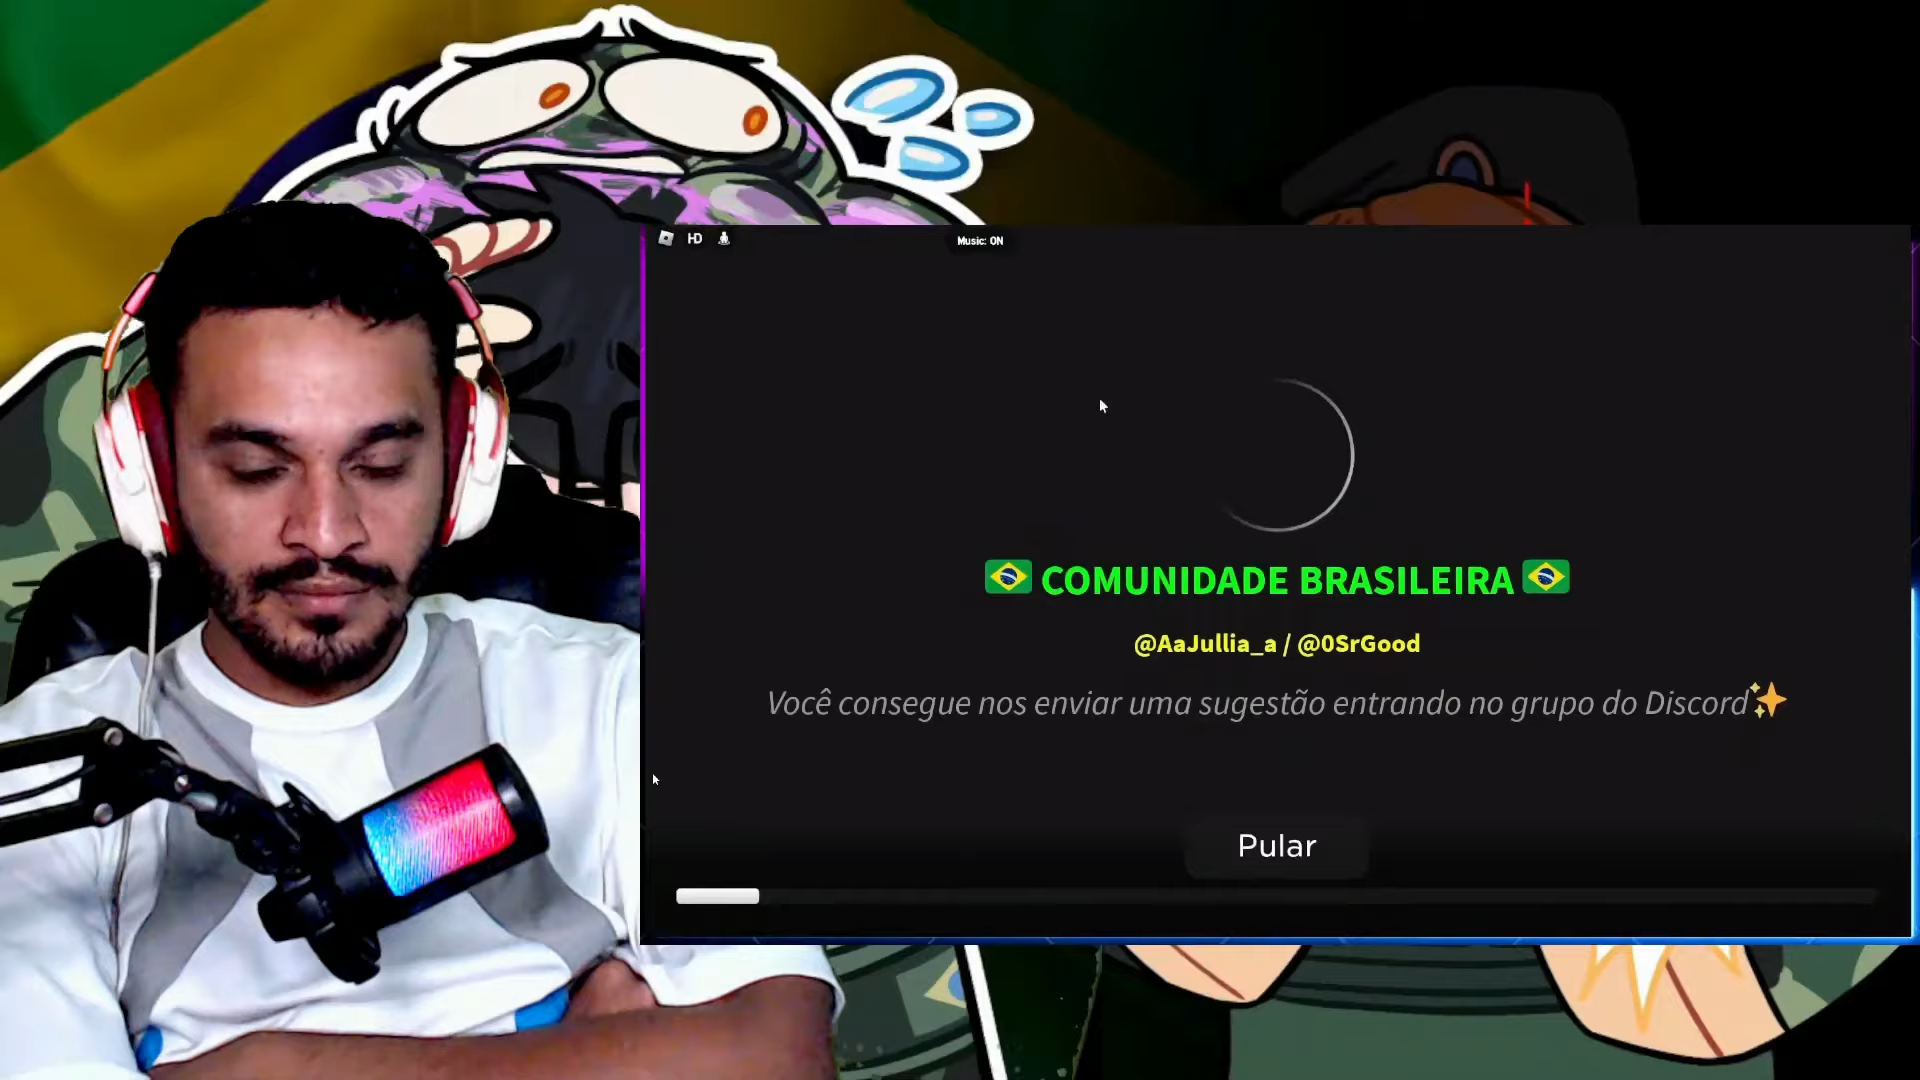 HD
Music: ON
COMUNIDADE BRASILEIRA
@AaJullia_a / @0SrGood
Você consegue nos enviar uma sugestão entrando no grupo do Discord✨
Pular